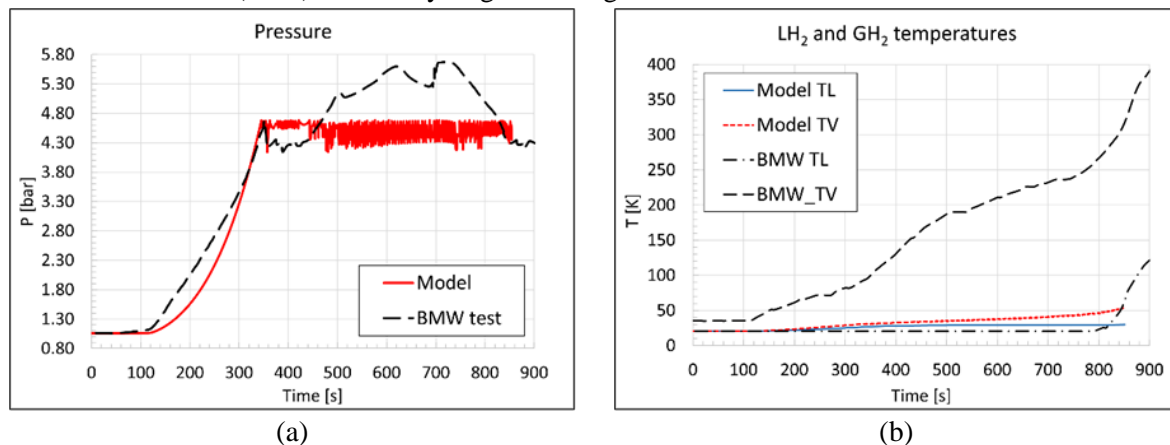 Pressure
P [bar]
5.80
5.30
4.80
4.30
3.80
3.30
2.80
2.30
1.80
1.30
0.80
Model
BMW test
0 100 200 300 400 500 600 700 800 900
Time [s]
(a)
LH₂ and GH₂ temperatures
T [K]
400
350
300
250
200
150
100
50
0
Model TL
Model TV
BMW TL
BMW_TV
0 100 200 300 400 500 600 700 800 900
Time [s]
(b)